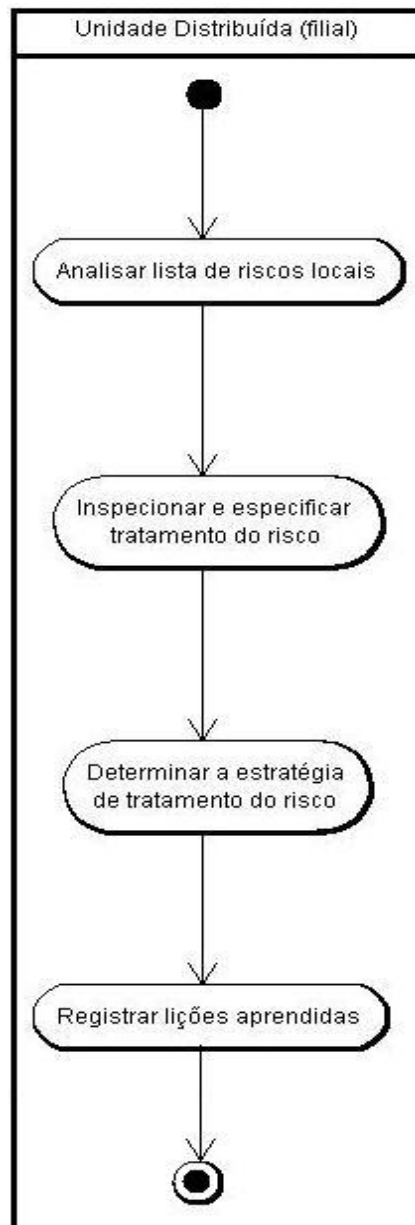 Unidade Distribuída (filial)
Analisar lista de riscos locais
Inspecionar e especificar
tratamento do risco
Determinar a estratégia
de tratamento do risco
Registrar lições aprendidas